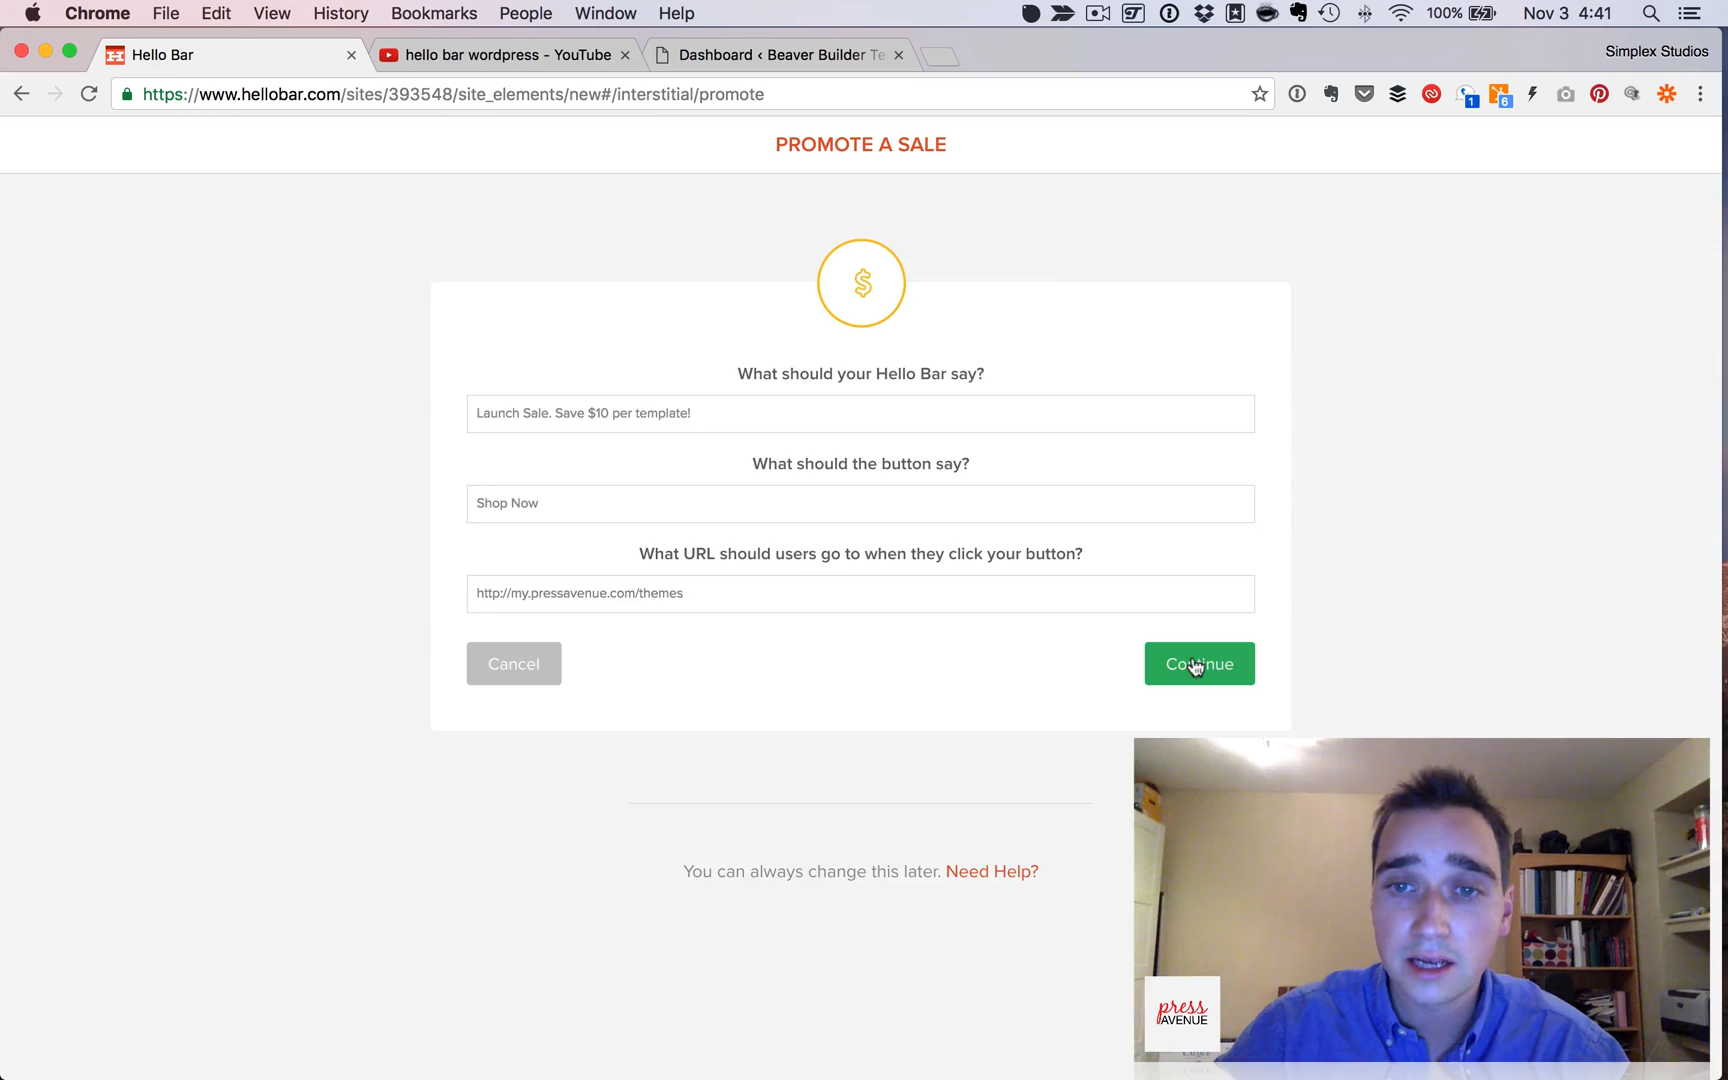 Chrome File Edit View History Bookmarks People Window Help 100% Nov 3 4:41
Hello Bar hello bar wordpress - YouTube Dashboard ‹ Beaver Builder Te Simplex Studios
https://www.hellobar.com/sites/393548/site_elements/new#/interstitial/promote 1 6
PROMOTE A SALE
$
What should your Hello Bar say?
Launch Sale. Save $10 per template!
What should the button say?
Shop Now
What URL should users go to when they click your button?
http://my.pressavenue.com/themes
Cancel Continue
You can always change this later. Need Help?
press
AVENUE